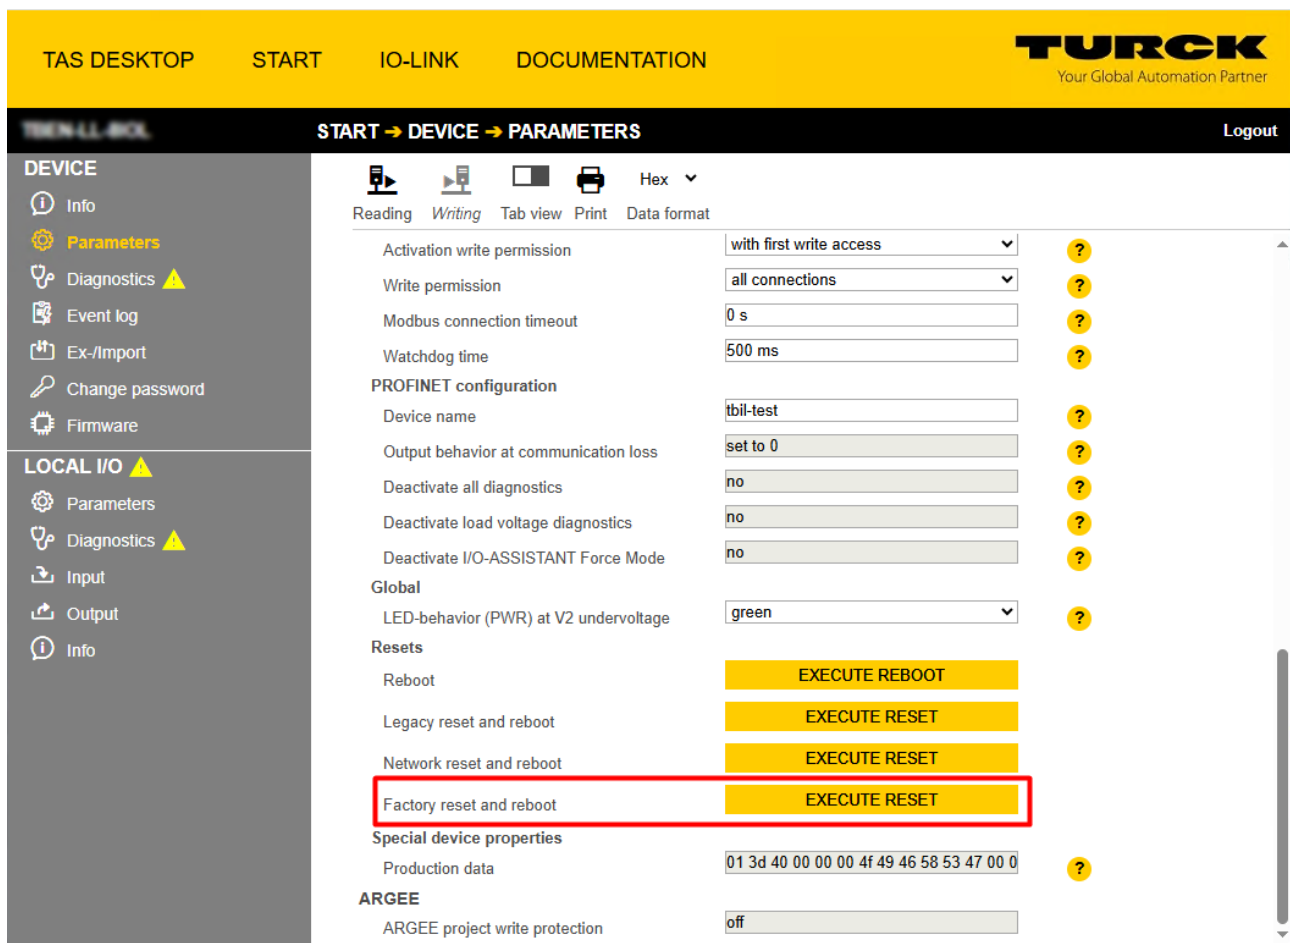 TAS DESKTOP START IO-LINK DOCUMENTATION
TURCK
Your Global Automation Partner
START ➔ DEVICE ➔ PARAMETERS Logout
DEVICE
Info
Parameters
Diagnostics
Event log
Ex-/Import
Change password
Firmware
LOCAL I/O
Parameters
Diagnostics
Input
Output
Info
Hex
Reading Writing Tab view Print Data format
Activation write permission with first write access ?
Write permission all connections ?
Modbus connection timeout 0 s ?
Watchdog time 500 ms ?
PROFINET configuration
Device name tbil-test ?
Output behavior at communication loss set to 0 ?
Deactivate all diagnostics no ?
Deactivate load voltage diagnostics no ?
Deactivate I/O-ASSISTANT Force Mode no ?
Global
LED-behavior (PWR) at V2 undervoltage green ?
Resets
Reboot EXECUTE REBOOT
Legacy reset and reboot EXECUTE RESET
Network reset and reboot EXECUTE RESET
Factory reset and reboot EXECUTE RESET
Special device properties
Production data 01 3d 40 00 00 00 4f 49 46 58 53 47 00 0 ?
ARGEE
ARGEE project write protection off